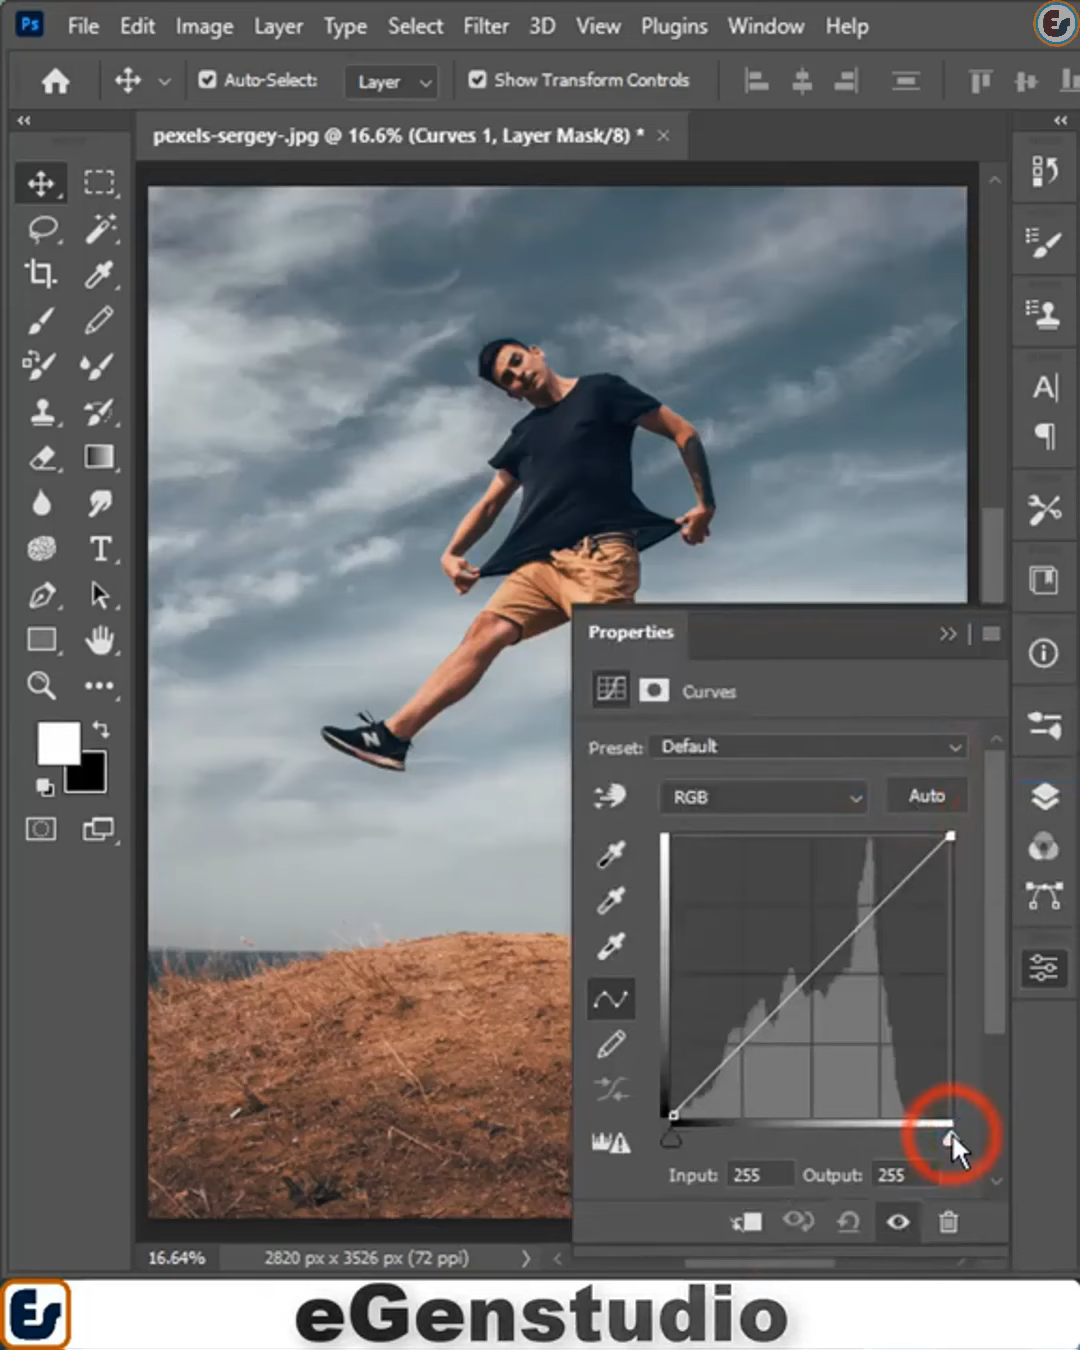 Ps File Edit Image Layer Type Select Filter 3D View Plugins Window Help
Auto-Select: Layer Show Transform Controls
pexels-sergey-.jpg @ 16.6% (Curves 1, Layer Mask/8) * ×
Properties
Curves
Preset: Default
RGB Auto
Input: 255 Output: 255
16.64% 2820 px x 3526 px (72 ppi)
eGenstudio